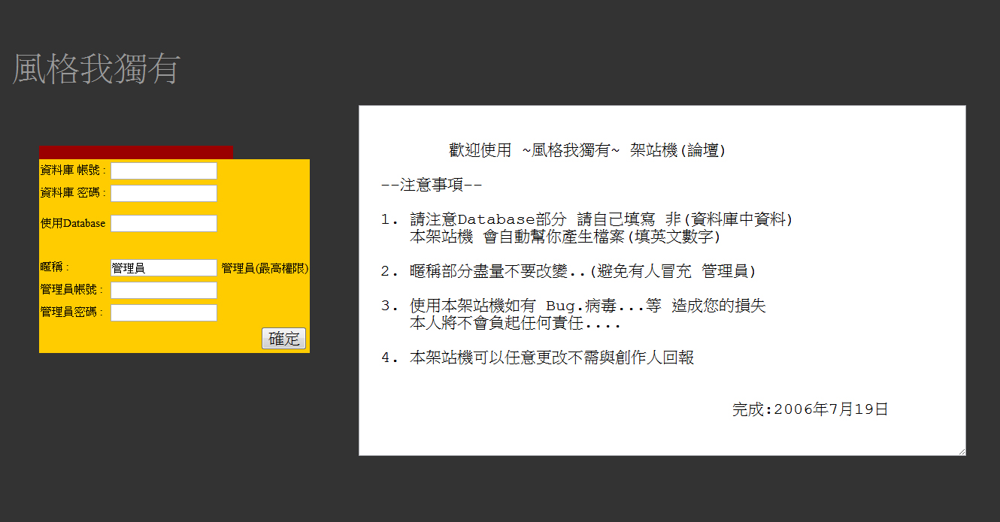 風格我獨有
資料庫 帳號 :
資料庫 密碼 :
使用Database
暱稱 : 管理員 管理員(最高權限)
管理員帳號 :
管理員密碼 :
確定
歡迎使用 ~風格我獨有~ 架站機(論壇)
--注意事項--
1. 請注意Database部分 請自己填寫 非(資料庫中資料)
本架站機 會自動幫你產生檔案(填英文數字)
2. 暱稱部分盡量不要改變..(避免有人冒充 管理員)
3. 使用本架站機如有 Bug.病毒...等 造成您的損失
本人將不會負起任何責任....
4. 本架站機可以任意更改不需與創作人回報
完成:2006年7月19日